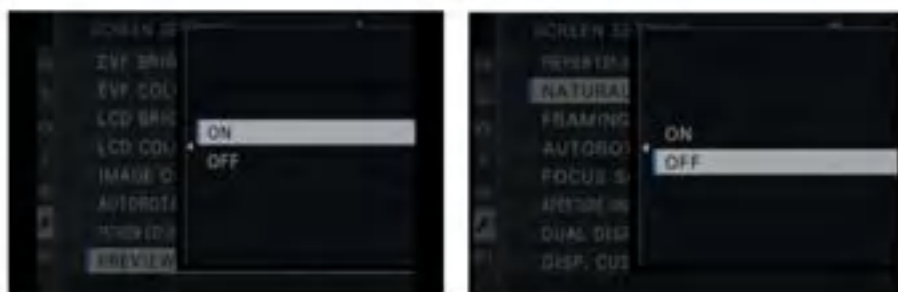 SCREEN SE
EVF BRIG
EVF COL
LCD BRIG
LCD COL
IMAGE D
AUTOROTA
PREVIEW
ON
OFF
SCREEN SE
NATURAL
FRAMING
AUTOROT
FOCUS S
DUAL DISP
DISP. CUS
ON
OFF